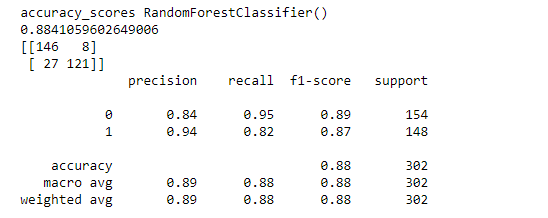 accuracy_scores RandomForestClassifier()
0.8841059602649006
[[146   8]
 [ 27 121]]
              precision    recall  f1-score   support

           0       0.84      0.95      0.89       154
           1       0.94      0.82      0.87       148

    accuracy                           0.88       302
   macro avg       0.89      0.88      0.88       302
weighted avg       0.89      0.88      0.88       302